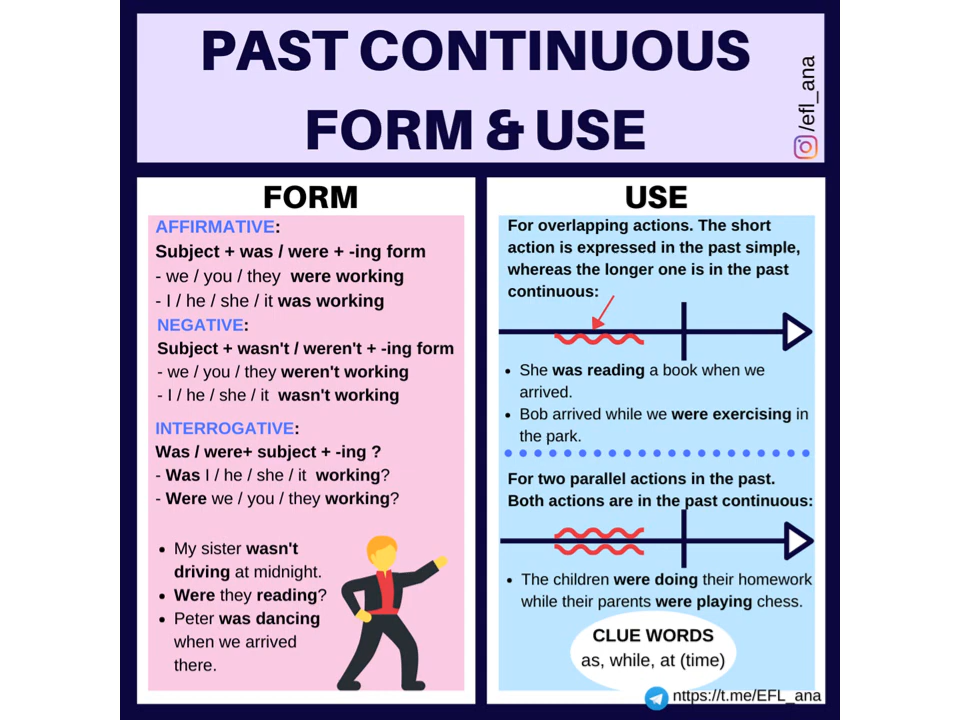 PAST CONTINUOUS
FORM & USE
/efl_ana
FORM
AFFIRMATIVE:
Subject + was / were + -ing form
- we / you / they were working
- I / he / she / it was working
NEGATIVE:
Subject + wasn't / weren't + -ing form
- we / you / they weren't working
- I / he / she / it wasn't working
INTERROGATIVE:
Was / were+ subject + -ing ?
- Was I / he / she / it working?
- Were we / you / they working?
• My sister wasn't
driving at midnight.
• Were they reading?
• Peter was dancing
when we arrived
there.
USE
For overlapping actions. The short
action is expressed in the past simple,
whereas the longer one is in the past
continuous:
• She was reading a book when we
arrived.
• Bob arrived while we were exercising in
the park.
For two parallel actions in the past.
Both actions are in the past continuous:
• The children were doing their homework
while their parents were playing chess.
CLUE WORDS
as, while, at (time)
nttps://t.me/EFL_ana